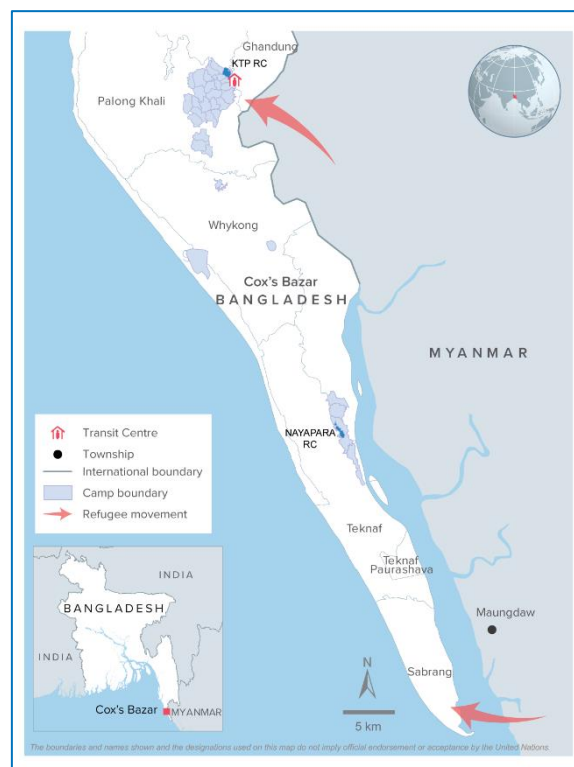 Ghandung
KTP RC
Palong Khali
Whykong
Cox's Bazar
BANGLADESH
MYANMAR
NAYAPARA
RC
Transit Centre
Township
International boundary
Camp boundary
Refugee movement
Teknaf
Teknaf
Paurashava
Maungdaw
Sabrang
N
5 km
INDIA
BANGLADESH
INDIA
Cox's Bazar
MYANMAR
The boundaries and names shown and the designations used on this map do not imply official endorsement or acceptance by the United Nations.